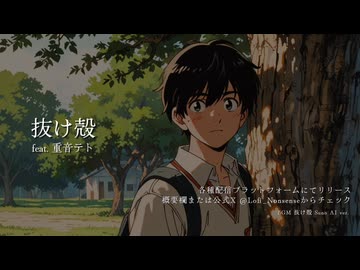 抜け殻
feat. 重音テト
各種配信プラットフォームにてリリース
概要欄または公式X @Lofi_Nonsenseからチェック
BGM 抜け殻 Suno AI ver.